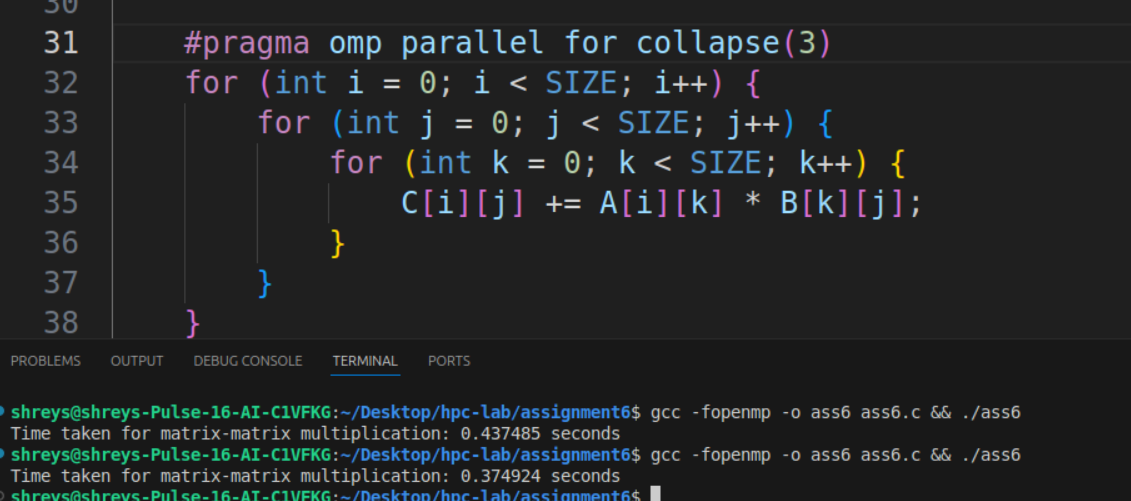 30
31 #pragma omp parallel for collapse(3)
32 for (int i = 0; i < SIZE; i++) {
33 for (int j = 0; j < SIZE; j++) {
34 for (int k = 0; k < SIZE; k++) {
35 C[i][j] += A[i][k] * B[k][j];
36 }
37 }
38 }
PROBLEMS OUTPUT DEBUG CONSOLE TERMINAL PORTS
shreys@shreys-Pulse-16-AI-C1VFKG:~/Desktop/hpc-lab/assignment6$ gcc -fopenmp -o ass6 ass6.c && ./ass6
Time taken for matrix-matrix multiplication: 0.437485 seconds
shreys@shreys-Pulse-16-AI-C1VFKG:~/Desktop/hpc-lab/assignment6$ gcc -fopenmp -o ass6 ass6.c && ./ass6
Time taken for matrix-matrix multiplication: 0.374924 seconds
shreys@shreys-Pulse-16-AI-C1VFKG:~/Desktop/hpc-lab/assignment6$